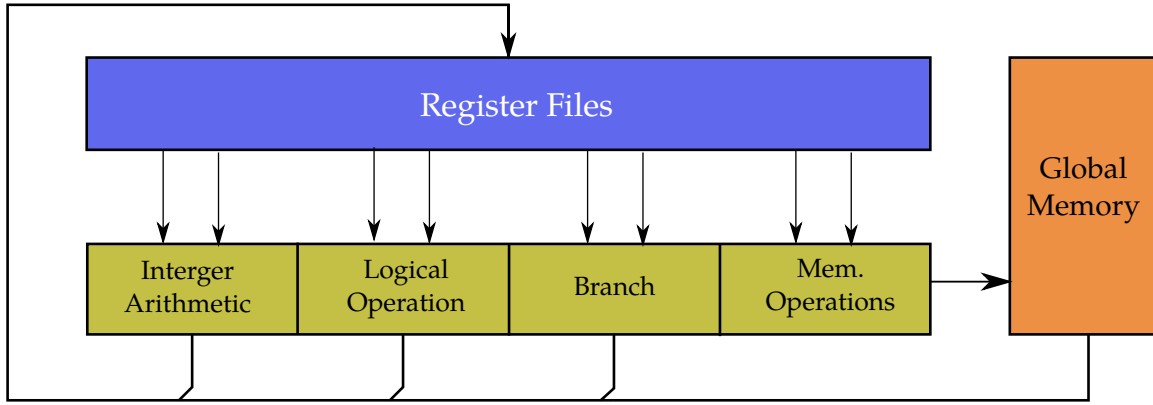 Register Files
Global
Memory
Interger
Arithmetic
Logical
Operation
Branch
Mem.
Operations